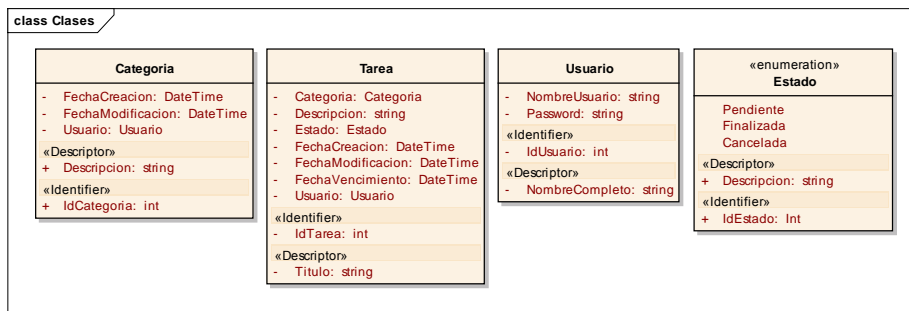 class Clases
Categoria
- FechaCreacion: DateTime
- FechaModificacion: DateTime
- Usuario: Usuario
«Descriptor»
+ Descripcion: string
«Identifier»
+ IdCategoria: int
Tarea
- Categoria: Categoria
- Descripcion: string
- Estado: Estado
- FechaCreacion: DateTime
- FechaModificacion: DateTime
- FechaVencimiento: DateTime
- Usuario: Usuario
«Identifier»
- IdTarea: int
«Descriptor»
- Titulo: string
Usuario
- NombreUsuario: string
- Password: string
«Identifier»
- IdUsuario: int
«Descriptor»
- NombreCompleto: string
«enumeration»
Estado
Pendiente
Finalizada
Cancelada
«Descriptor»
+ Descripcion: string
«Identifier»
+ IdEstado: Int